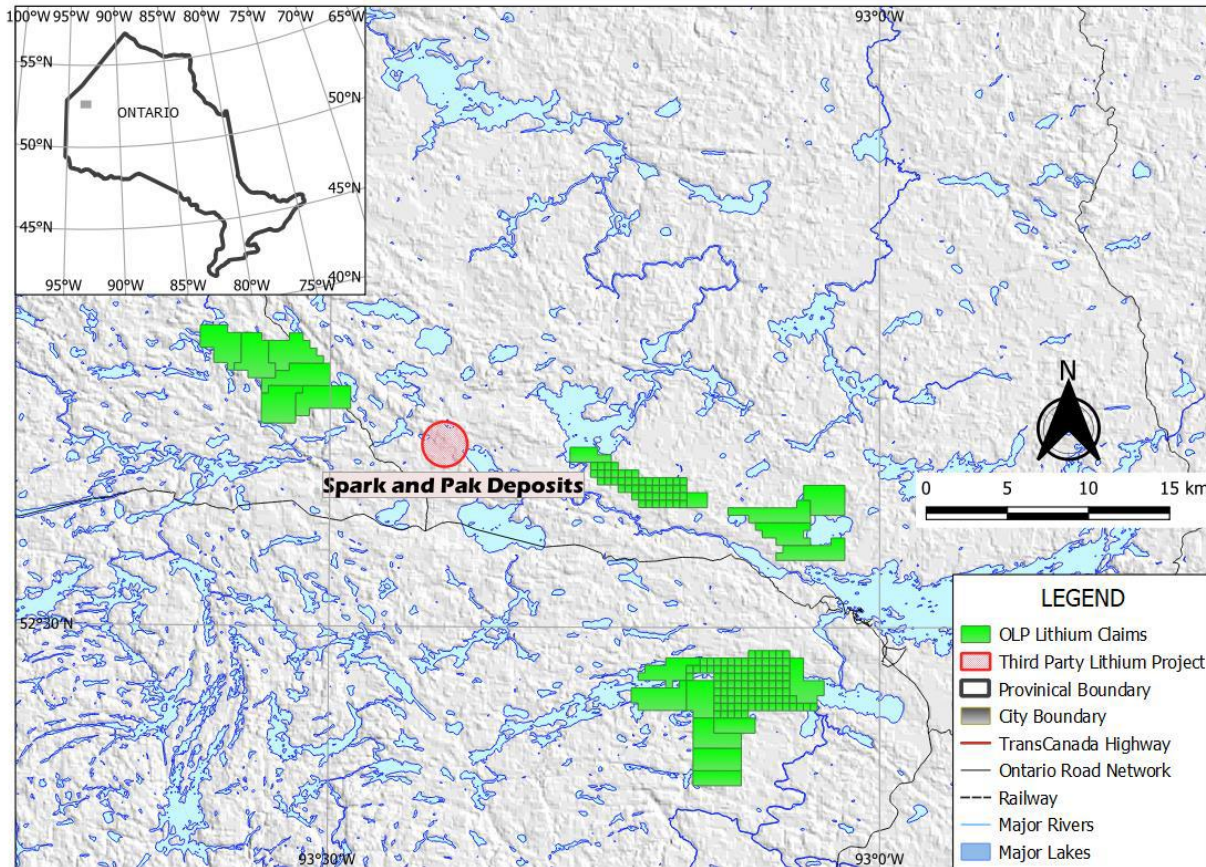 100°W 95°W 90°W 85°W 80°W 75°W 70°W 65°W
93°0'W
55°N
50°N
ONTARIO
50°N
45°N
45°N
40°N
95°W 90°W 85°W 80°W 75°W
N
Spark and Pak Deposits
0 5 10 15 km
52°30'N
LEGEND
OLP Lithium Claims
Third Party Lithium Project
Provinical Boundary
City Boundary
TransCanada Highway
Ontario Road Network
Railway
Major Rivers
Major Lakes
93°30'W
93°0'W